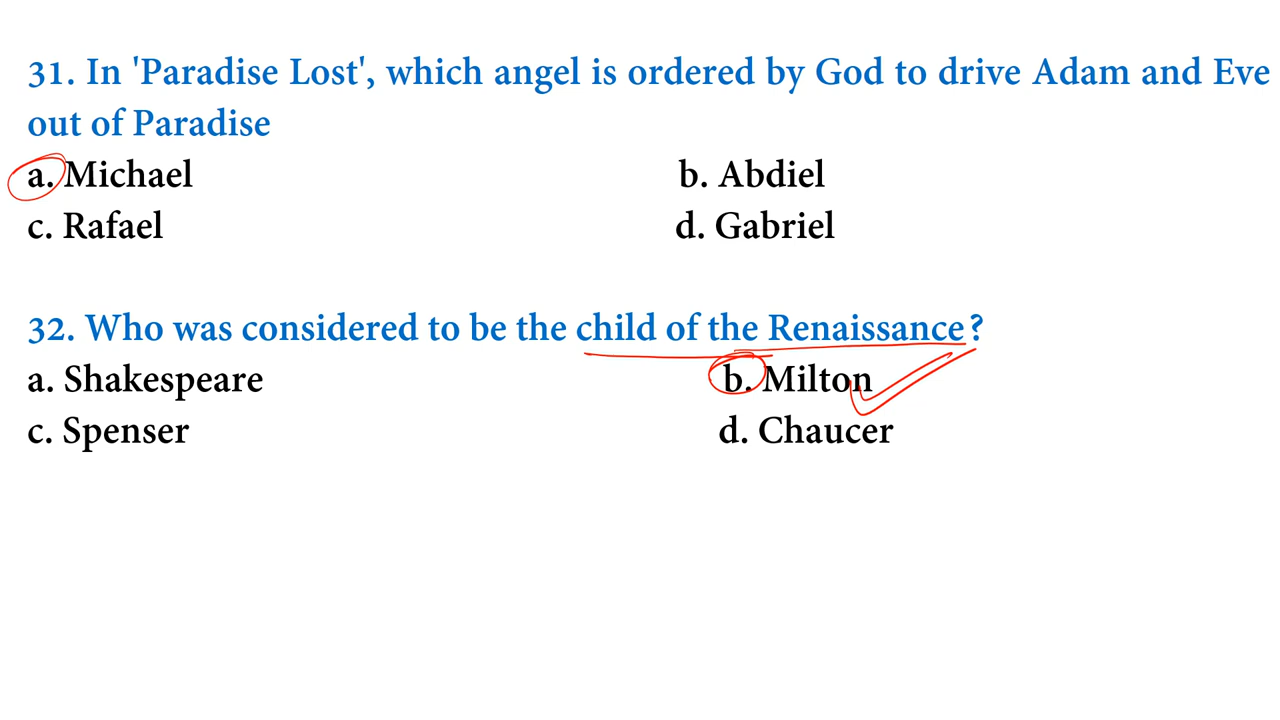 31. In 'Paradise Lost', which angel is ordered by God to drive Adam and Eve
out of Paradise
a. Michael b. Abdiel
c. Rafael d. Gabriel
32. Who was considered to be the child of the Renaissance?
a. Shakespeare b. Milton
c. Spenser d. Chaucer